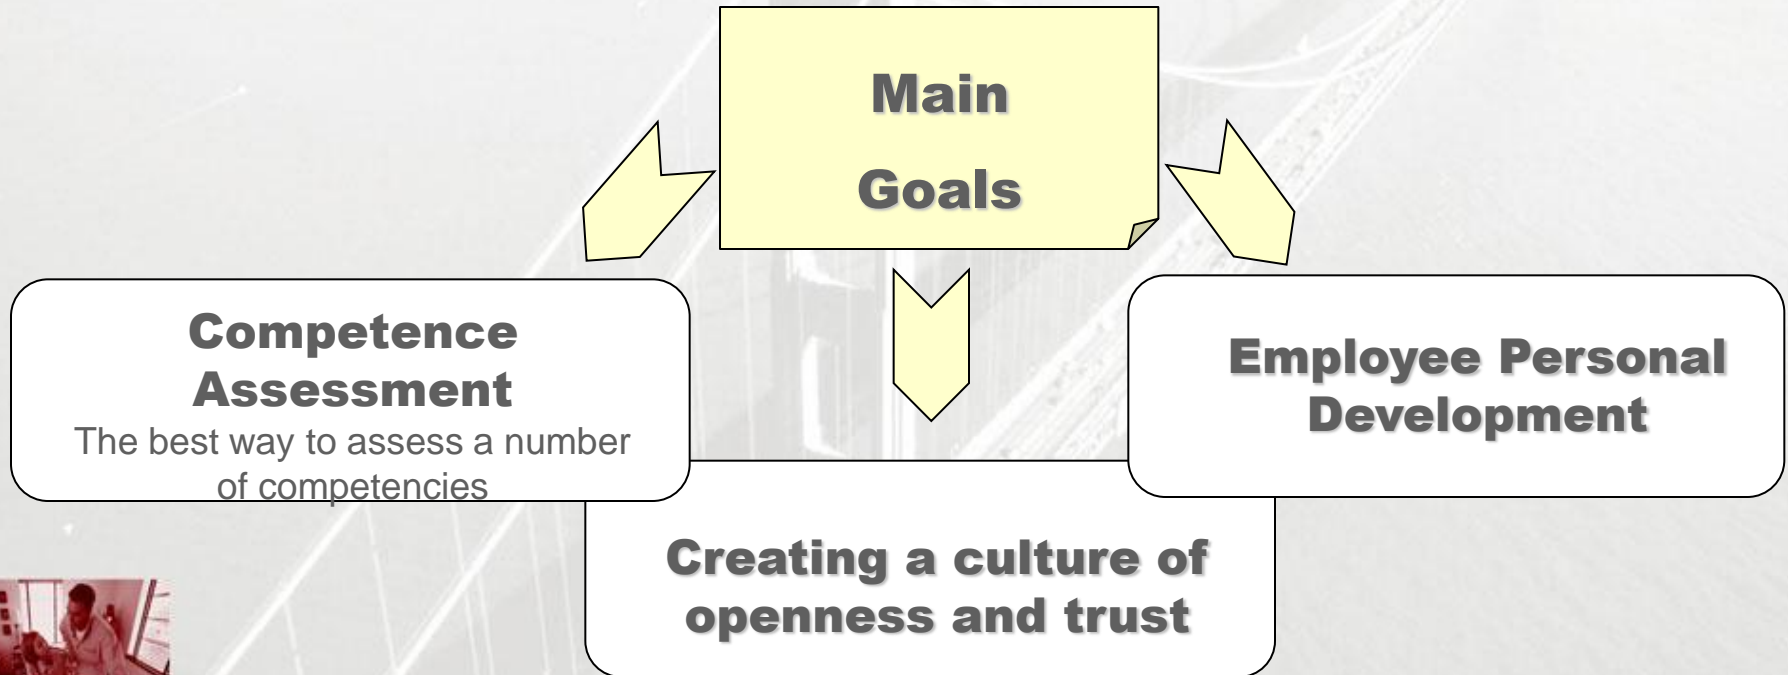 Main
Goals
Competence
Assessment
The best way to assess a number
of competencies
Employee Personal
Development
Creating a culture of
openness and trust